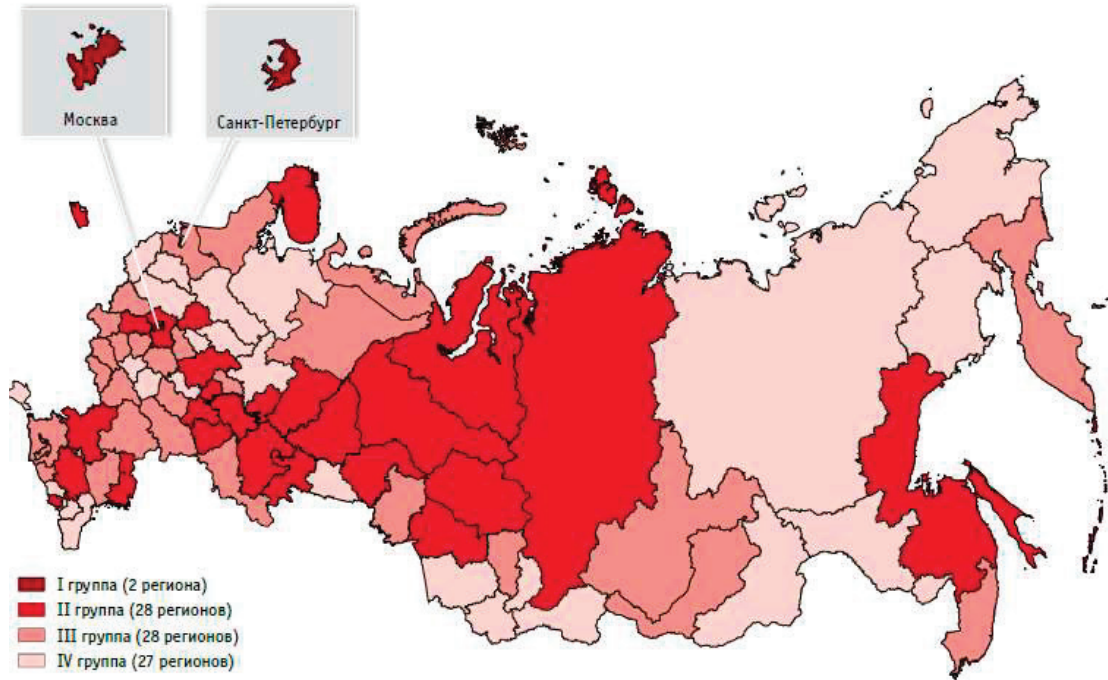 Москва
Санкт-Петербург
I группа (2 региона)
II группа (28 регионов)
III группа (28 регионов)
IV группа (27 регионов)